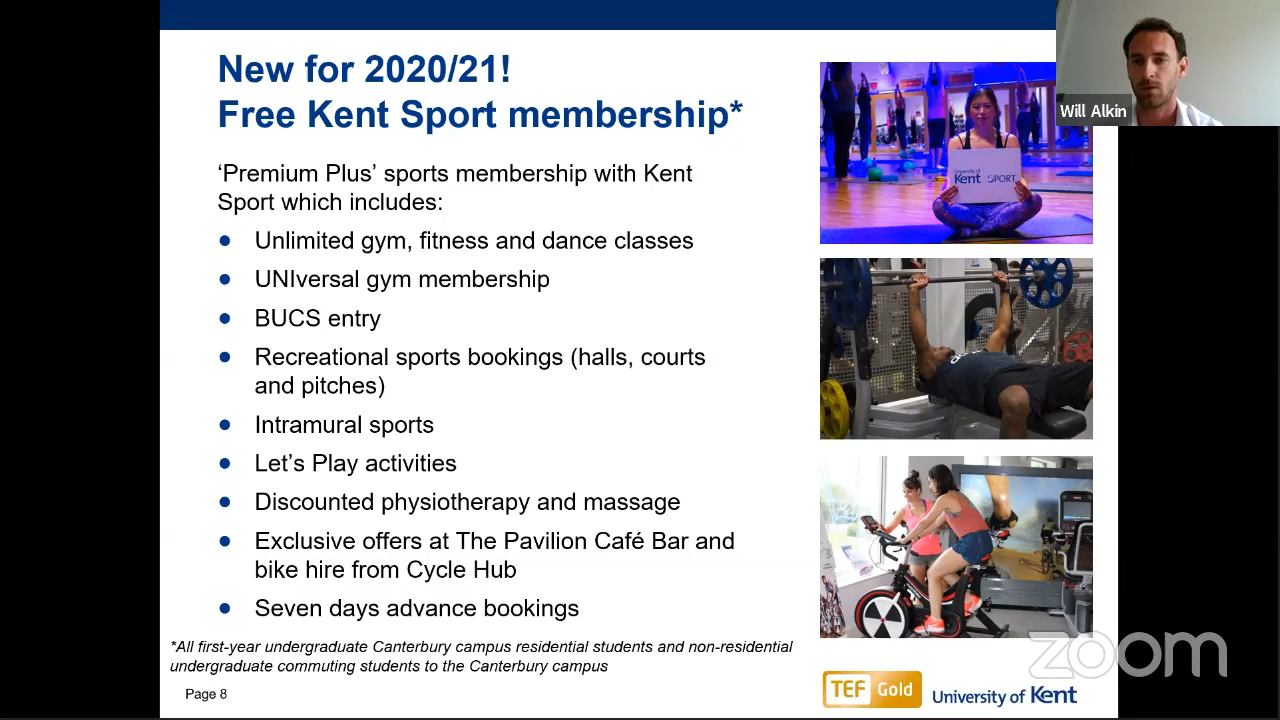 New for 2020/21!
Free Kent Sport membership*
Will Alkin
‘Premium Plus’ sports membership with Kent
Sport which includes:
● Unlimited gym, fitness and dance classes
● UNIversal gym membership
● BUCS entry
● Recreational sports bookings (halls, courts
and pitches)
● Intramural sports
● Let’s Play activities
● Discounted physiotherapy and massage
● Exclusive offers at The Pavilion Café Bar and
bike hire from Cycle Hub
● Seven days advance bookings
*All first-year undergraduate Canterbury campus residential students and non-residential
undergraduate commuting students to the Canterbury campus
Page 8
University of
Kent SPORT
TEF Gold
University of Kent
zoom